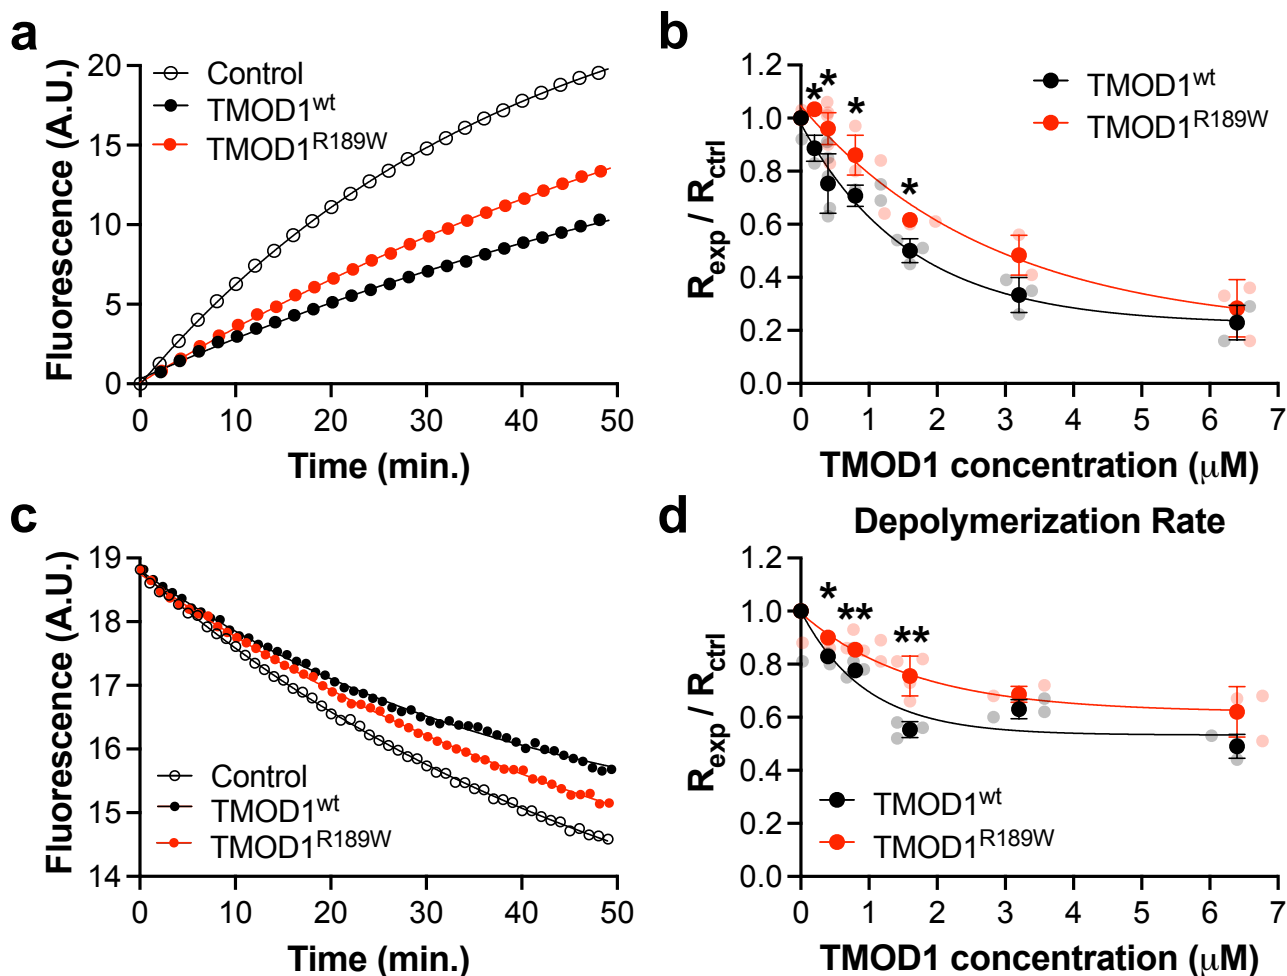 a
Fluorescence (A.U.)
20
15
10
5
0
Control
TMOD1wt
TMOD1R189W
0 10 20 30 40 50
Time (min.)
b
Rexp / Rctrl
1.2
1.0
0.8
0.6
0.4
0.2
0.0
* * * *
TMOD1wt
TMOD1R189W
0 1 2 3 4 5 6 7
TMOD1 concentration (μM)
c
Fluorescence (A.U.)
19
18
17
16
15
14
Control
TMOD1wt
TMOD1R189W
0 10 20 30 40 50
Time (min.)
d
Depolymerization Rate
Rexp / Rctrl
1.2
1.0
0.8
0.6
0.4
0.2
0.0
* ** **
TMOD1wt
TMOD1R189W
0 1 2 3 4 5 6 7
TMOD1 concentration (μM)